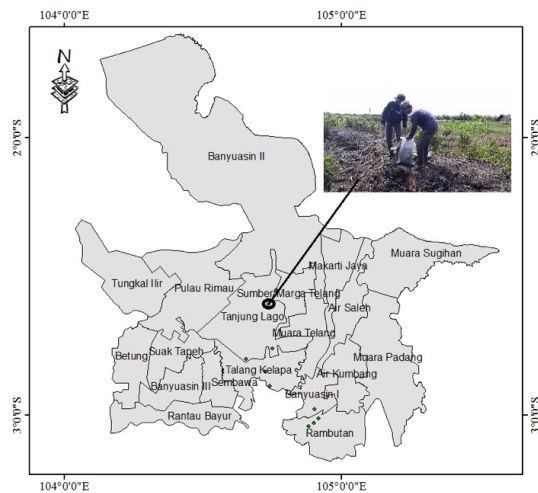 104°0'0"E
105°0'0"E
N
2°0'0"S
2°0'0"S
Banyuasin II
Makarti Jaya
Muara Sugihan
Tungkal Ilir
Pulau Rimau
Sumber Marga Telang
Air Saleh
Tanjung Lago
Muara Telang
Betung
Suak Tapeh
Muara Padang
Talang Kelapa
Air Kumbang
Banyuasin III
Sembawa
Banyuasin I
Rantau Bayur
Rambutan
3°0'0"S
3°0'0"S
104°0'0"E
105°0'0"E